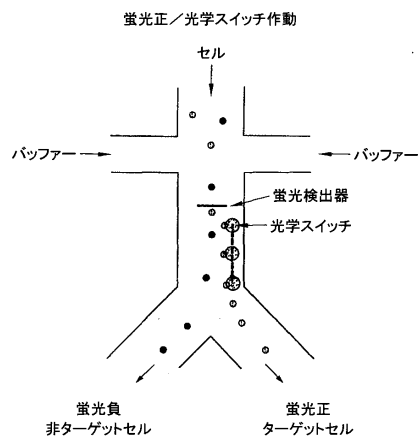 蛍光正/光学スイッチ作動
セル
バッファー
バッファー
蛍光検出器
光学スイッチ
蛍光負
非ターゲットセル
蛍光正
ターゲットセル